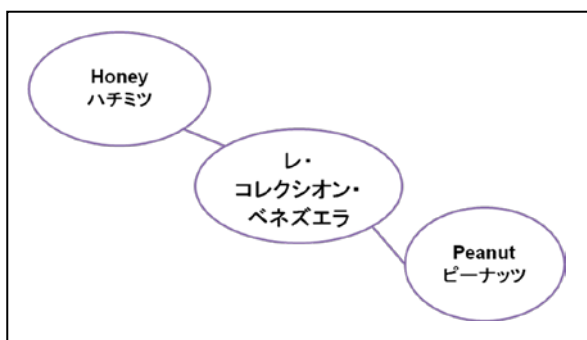 Honey
ハチミツ
レ・
コレクシオン・
ベネズエラ
Peanut
ピーナッツ